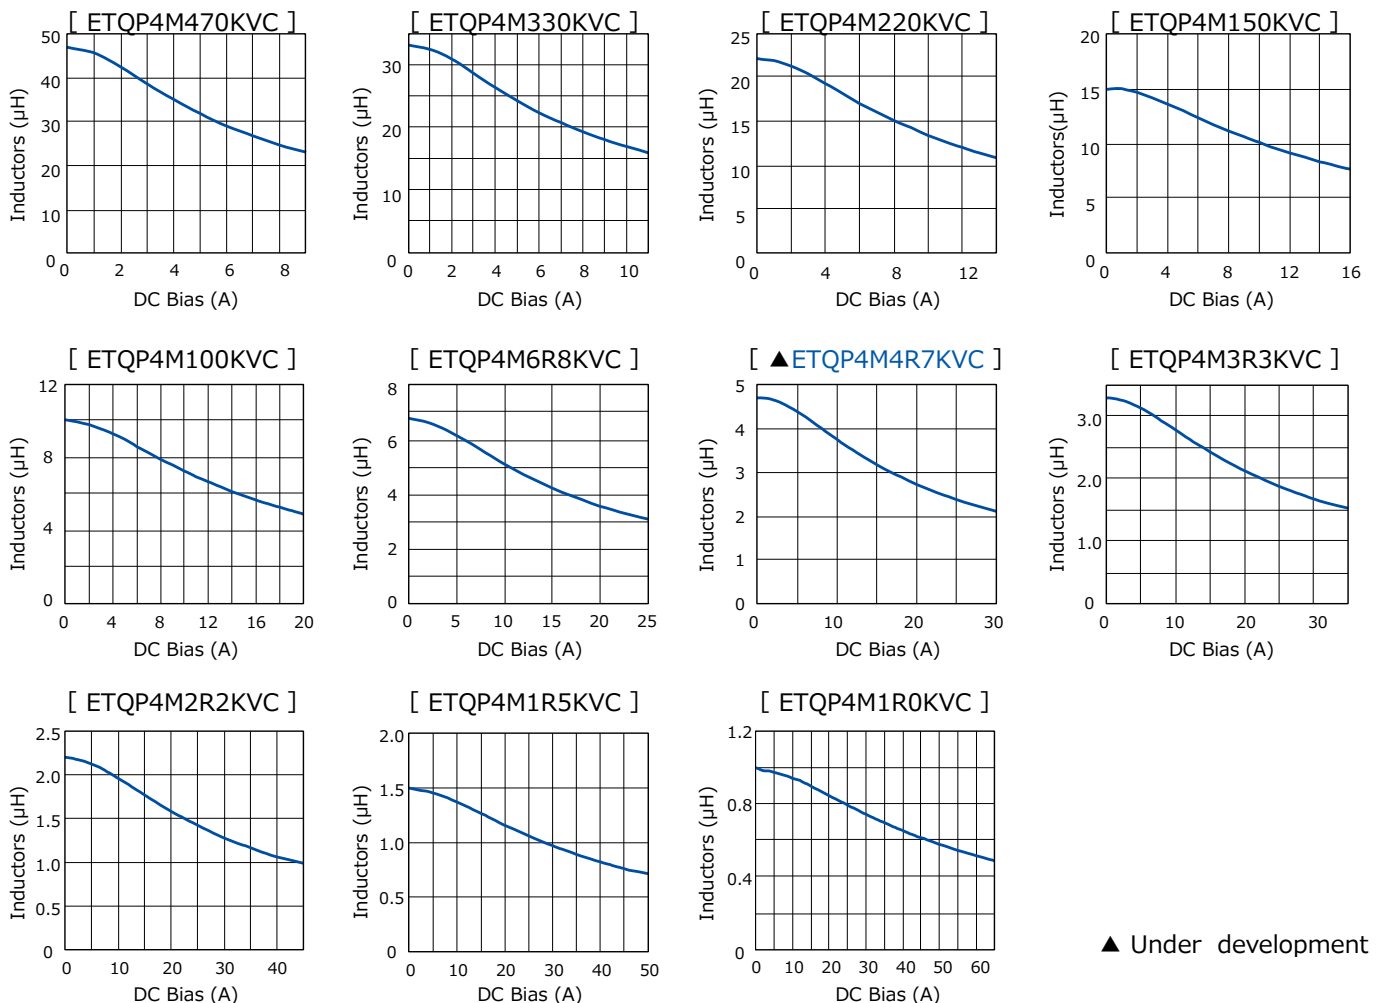 [ ETQP4M470KVC ]
50
40
30
20
10
0
0 2 4 6 8
Inductors (µH)
DC Bias (A)
[ ETQP4M330KVC ]
30
20
10
0
0 2 4 6 8 10
Inductors (µH)
DC Bias (A)
[ ETQP4M220KVC ]
25
20
15
10
5
0
4 8 12
Inductors (µH)
DC Bias (A)
[ ETQP4M150KVC ]
20
15
10
5
0
0 4 8 12 16
Inductors(µH)
DC Bias (A)
[ ETQP4M100KVC ]
12
8
4
0
0 4 8 12 16 20
Inductors (µH)
DC Bias (A)
[ ETQP4M6R8KVC ]
8
6
4
2
0
0 5 10 15 20 25
Inductors (µH)
DC Bias (A)
[ ▲ETQP4M4R7KVC ]
5
4
3
2
1
0
0 10 20 30
Inductors (µH)
DC Bias (A)
[ ETQP4M3R3KVC ]
3.0
2.0
1.0
0
0 10 20 30
Inductors (µH)
DC Bias (A)
[ ETQP4M2R2KVC ]
2.5
2.0
1.5
1.0
0.5
0
0 10 20 30 40
Inductors (µH)
DC Bias (A)
[ ETQP4M1R5KVC ]
2.0
1.5
1.0
0.5
0
0 10 20 30 40 50
Inductors (µH)
DC Bias (A)
[ ETQP4M1R0KVC ]
1.2
0.8
0.4
0
0 10 20 30 40 50 60
Inductors (µH)
DC Bias (A)
▲ Under development